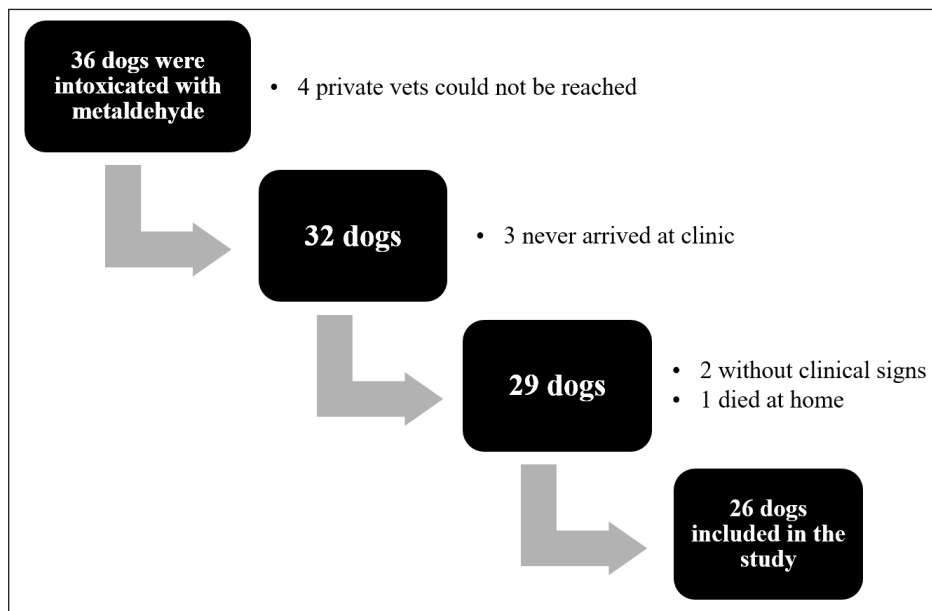 36 dogs were
intoxicated with
metaldehyde
• 4 private vets could not be reached
32 dogs
• 3 never arrived at clinic
29 dogs
• 2 without clinical signs
• 1 died at home
26 dogs
included in the
study